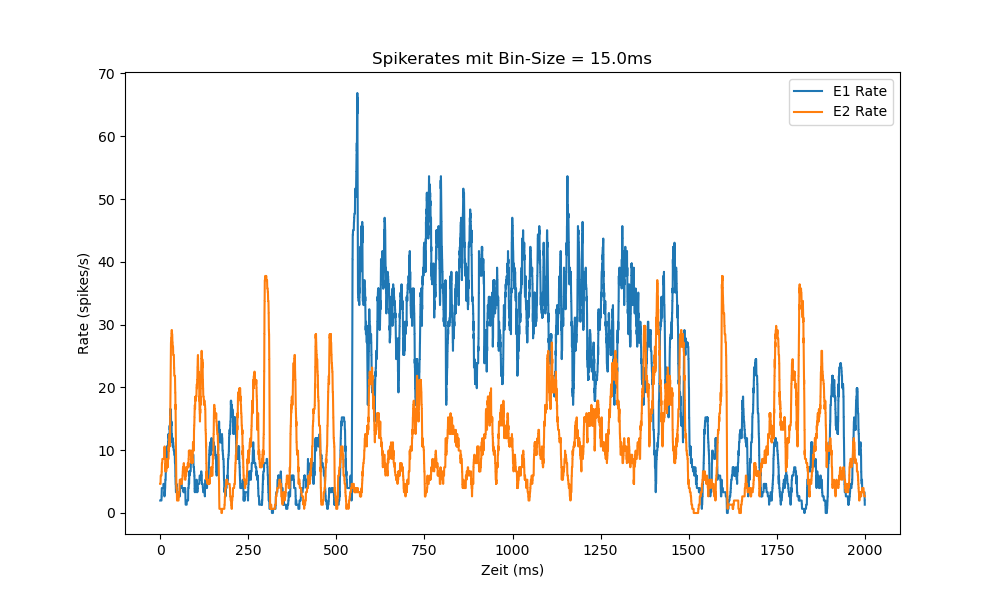 Spikerates mit Bin-Size = 15.0ms
E1 Rate
E2 Rate
Rate (spikes/s)
70
60
50
40
30
20
10
0
0 250 500 750 1000 1250 1500 1750 2000
Zeit (ms)